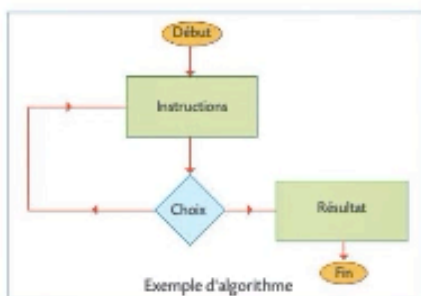 Début
Instructions
Choix
Résultat
Fin
Exemple d'algorithme